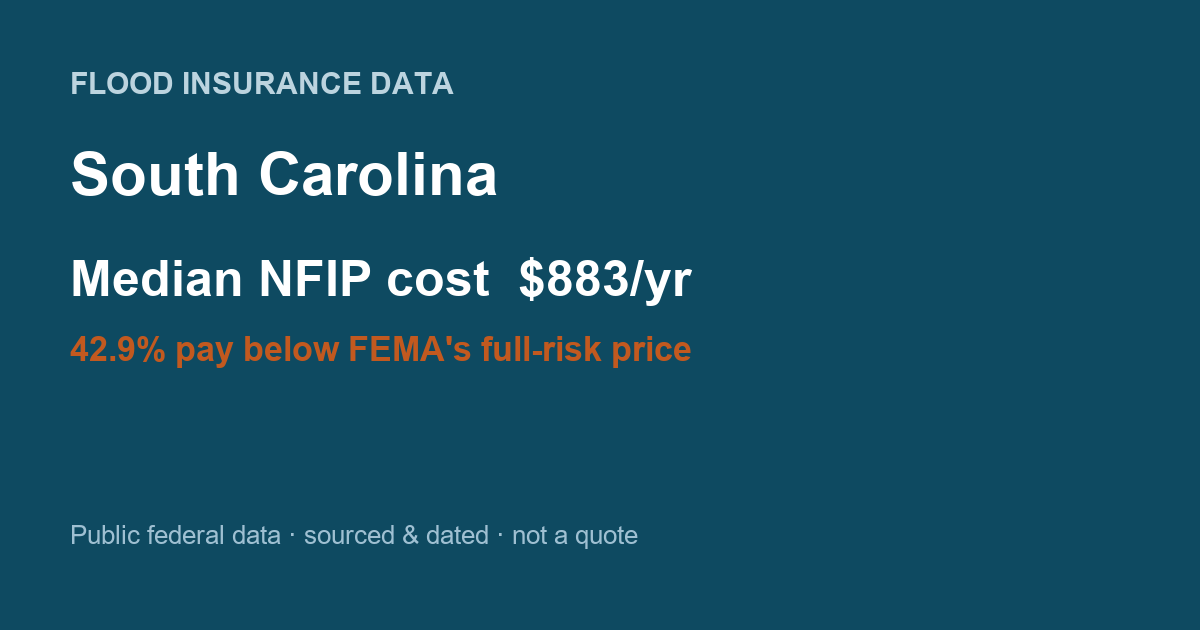 FLOOD INSURANCE DATA
South Carolina
Median NFIP cost  $883/yr
42.9% pay below FEMA's full-risk price
Public federal data · sourced & dated · not a quote